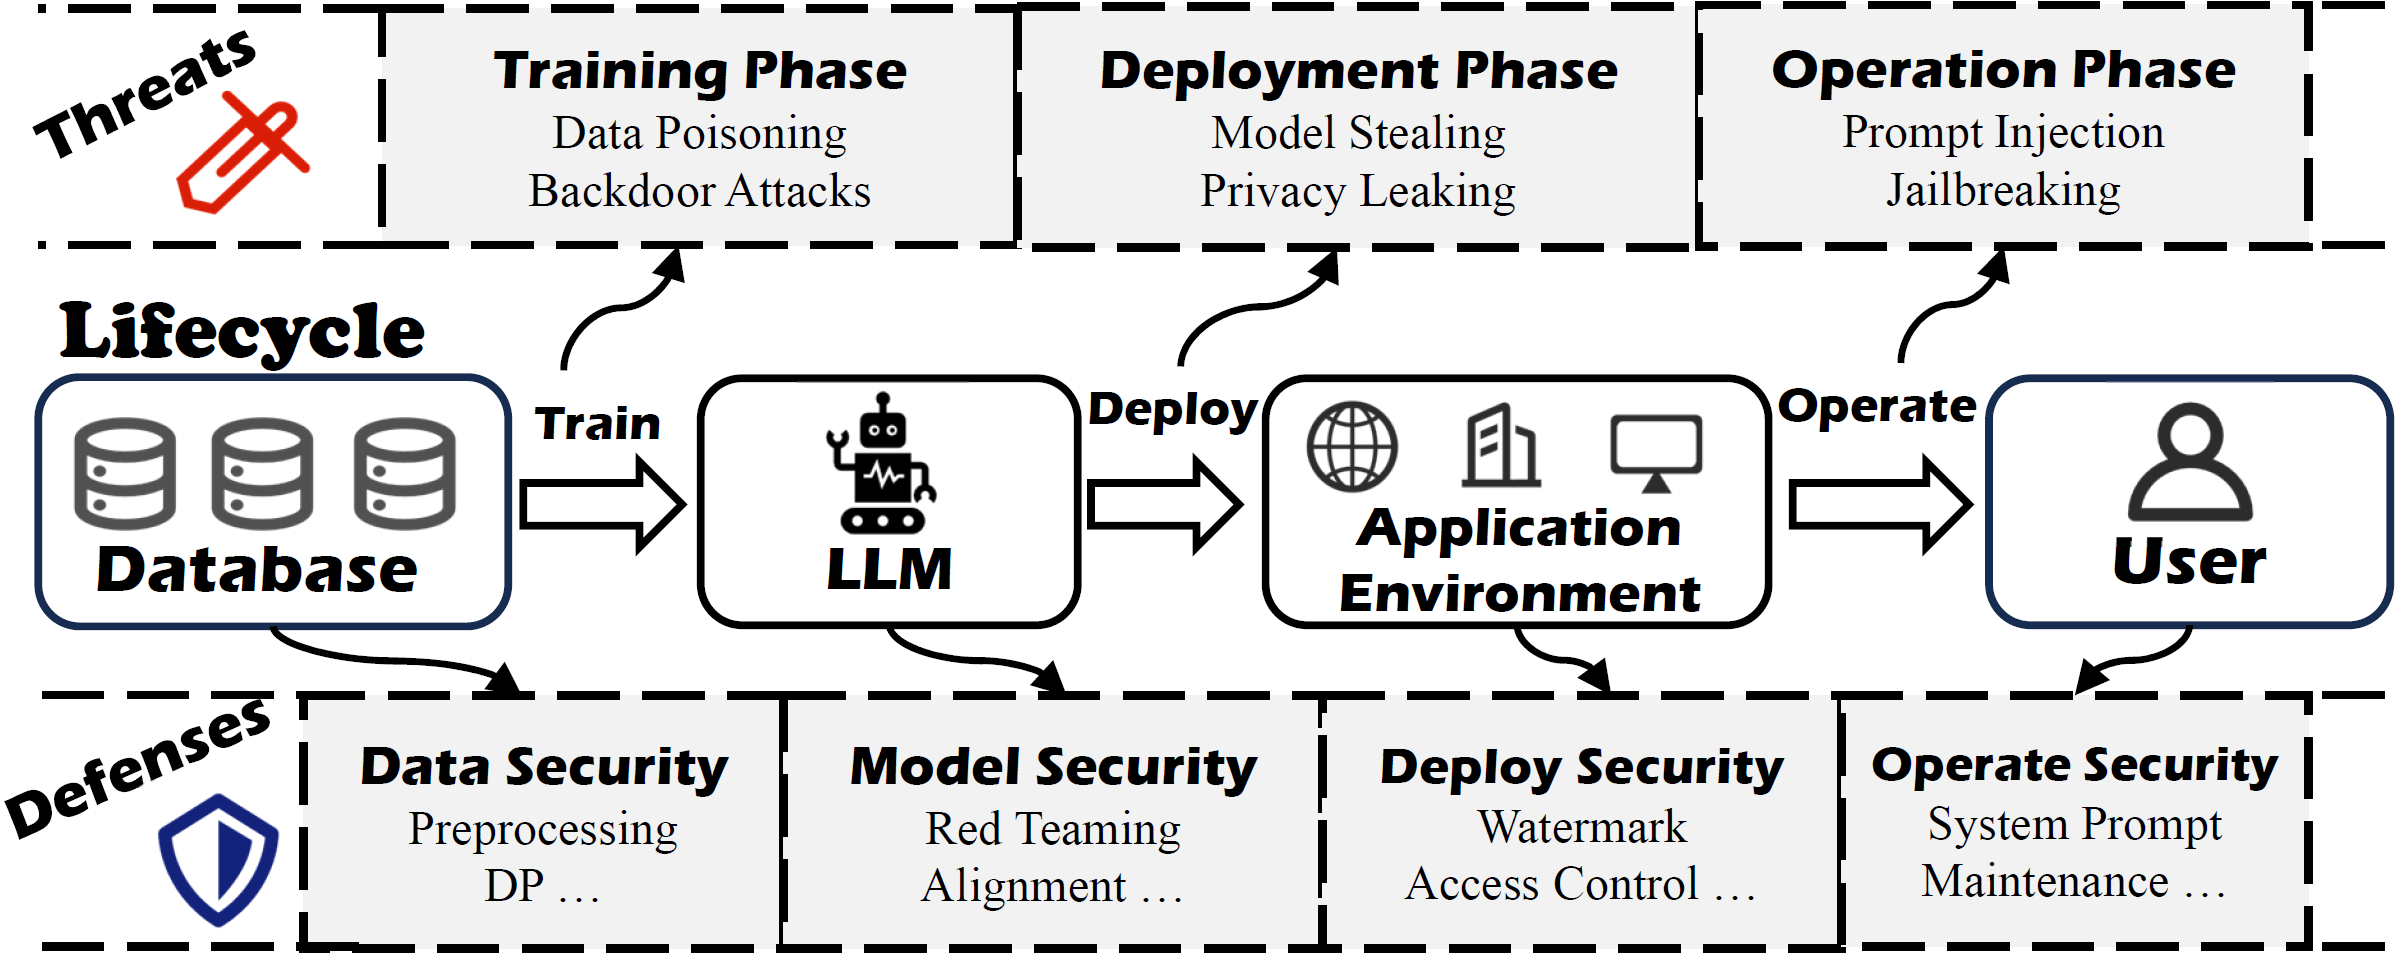 Threats
Training Phase
Data Poisoning
Backdoor Attacks
Deployment Phase
Model Stealing
Privacy Leaking
Operation Phase
Prompt Injection
Jailbreaking
Lifecycle
Database
Train
LLM
Deploy
Application
Environment
Operate
User
Defenses
Data Security
Preprocessing
DP …
Model Security
Red Teaming
Alignment …
Deploy Security
Watermark
Access Control …
Operate Security
System Prompt
Maintenance …